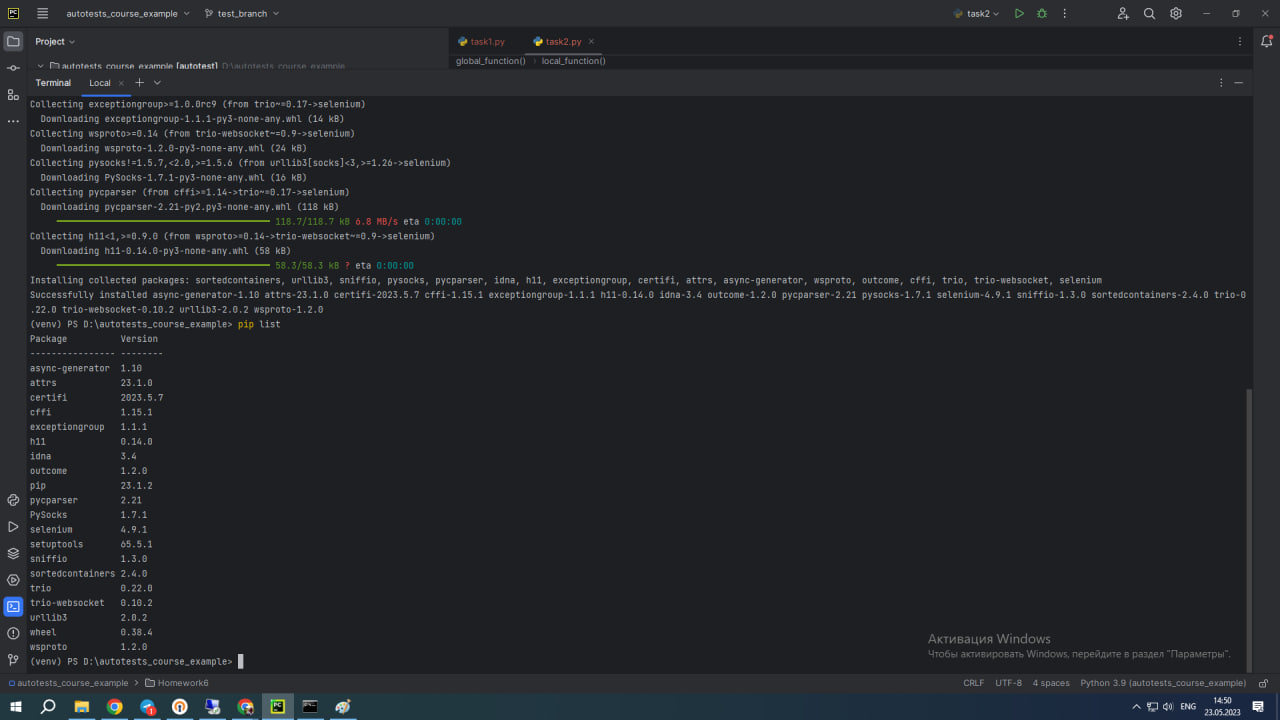 autotests_course_example test_branch task2
Project task1.py task2.py
autotests_course_example [autotest] D:\autotests_course_example global_function() local_function()
Terminal Local
Collecting exceptiongroup>=1.0.0rc9 (from trio~=0.17->selenium)
Downloading exceptiongroup-1.1.1-py3-none-any.whl (14 kB)
Collecting wsproto>=0.14 (from trio-websocket~=0.9->selenium)
Downloading wsproto-1.2.0-py3-none-any.whl (24 kB)
Collecting pysocks!=1.5.7,<2.0,>=1.5.6 (from urllib3[socks]<3,>=1.26->selenium)
Downloading PySocks-1.7.1-py3-none-any.whl (16 kB)
Collecting pycparser (from cffi>=1.14->trio~=0.17->selenium)
Downloading pycparser-2.21-py2.py3-none-any.whl (118 kB)
118.7/118.7 kB 6.8 MB/s eta 0:00:00
Collecting h11<1,>=0.9.0 (from wsproto>=0.14->trio-websocket~=0.9->selenium)
Downloading h11-0.14.0-py3-none-any.whl (58 kB)
58.3/58.3 kB ? eta 0:00:00
Installing collected packages: sortedcontainers, urllib3, sniffio, pysocks, pycparser, idna, h11, exceptiongroup, certifi, attrs, async-generator, wsproto, outcome, cffi, trio, trio-websocket, selenium
Successfully installed async-generator-1.10 attrs-23.1.0 certifi-2023.5.7 cffi-1.15.1 exceptiongroup-1.1.1 h11-0.14.0 idna-3.4 outcome-1.2.0 pycparser-2.21 pysocks-1.7.1 selenium-4.9.1 sniffio-1.3.0 sortedcontainers-2.4.0 trio-0
.22.0 trio-websocket-0.10.2 urllib3-2.0.2 wsproto-1.2.0
(venv) PS D:\autotests_course_example> pip list
Package Version
---------------- --------
async-generator 1.10
attrs 23.1.0
certifi 2023.5.7
cffi 1.15.1
exceptiongroup 1.1.1
h11 0.14.0
idna 3.4
outcome 1.2.0
pip 23.1.2
pycparser 2.21
PySocks 1.7.1
selenium 4.9.1
setuptools 65.5.1
sniffio 1.3.0
sortedcontainers 2.4.0
trio 0.22.0
trio-websocket 0.10.2
urllib3 2.0.2
wheel 0.38.4
wsproto 1.2.0
(venv) PS D:\autotests_course_example>
Активация Windows
Чтобы активировать Windows, перейдите в раздел "Параметры".
autotests_course_example Homework6 CRLF UTF-8 4 spaces Python 3.9 (autotests_course_example)
ENG 14:50
23.05.2023